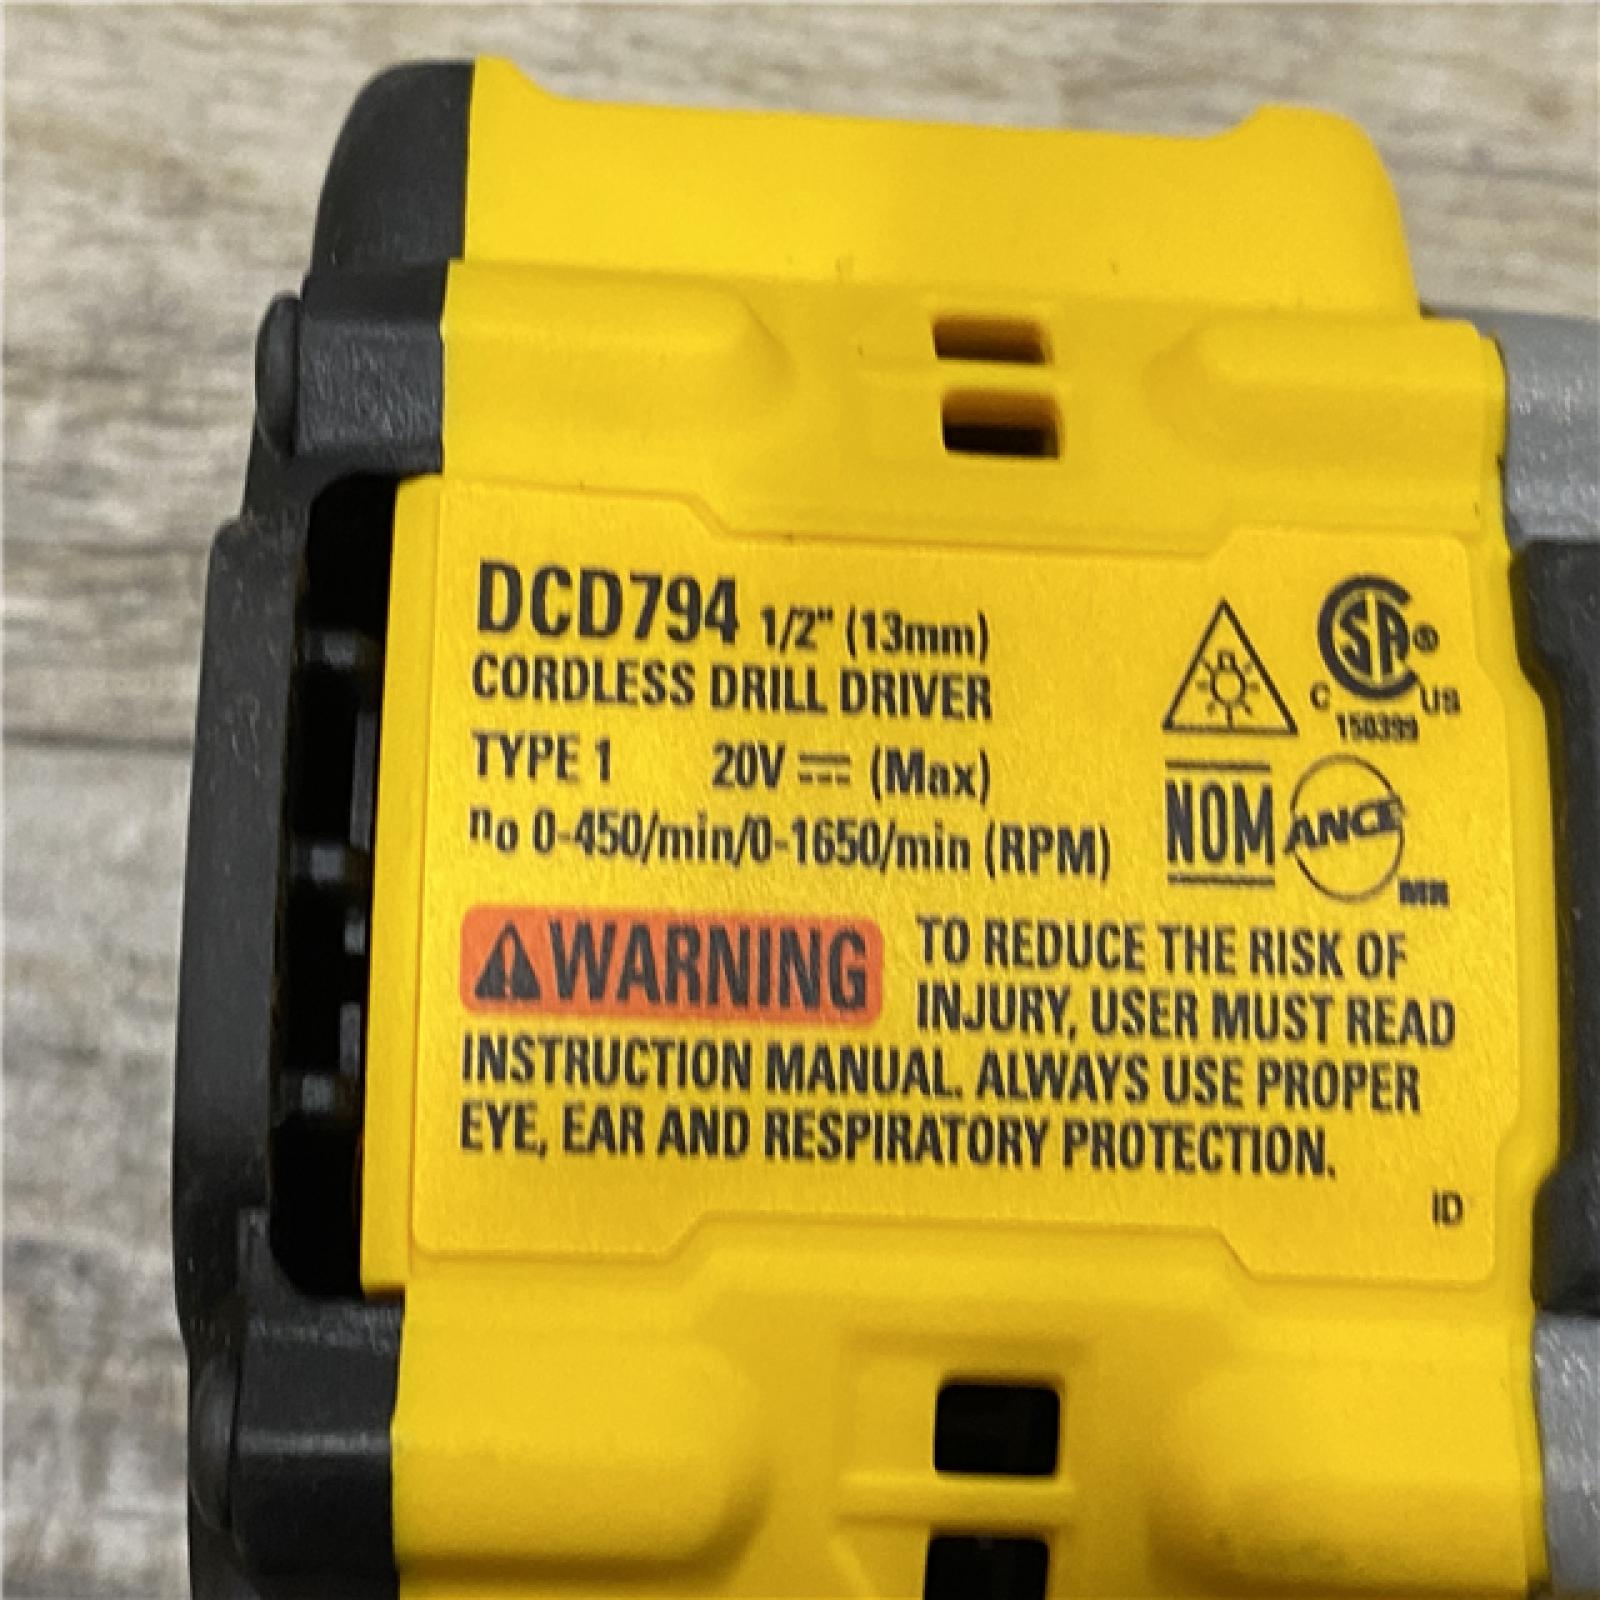 DCD794 1/2" (13mm)
CORDLESS DRILL DRIVER
TYPE 1 20V ⎓ (Max)
no 0-450/min/0-1650/min (RPM)
CSA®
C US
150399
NOM ANCE
MR
⚠WARNING TO REDUCE THE RISK OF
INJURY, USER MUST READ
INSTRUCTION MANUAL. ALWAYS USE PROPER
EYE, EAR AND RESPIRATORY PROTECTION.
ID